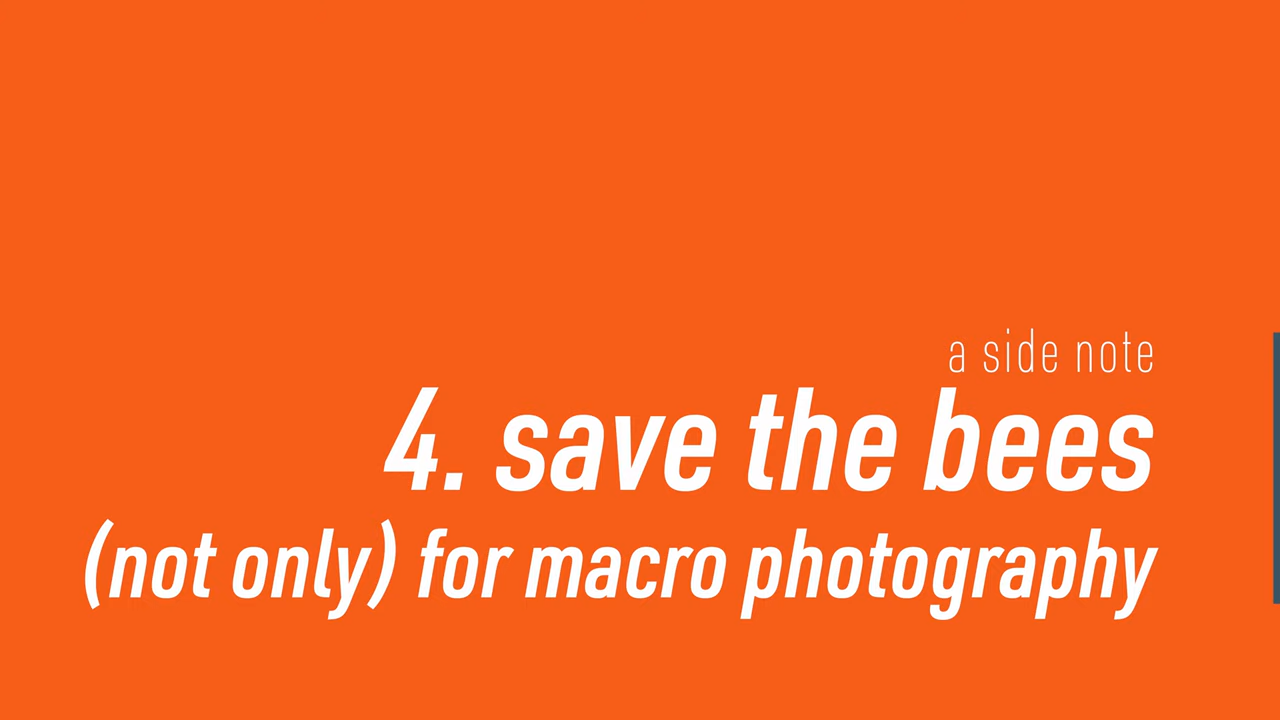 a side note
4. save the bees
(not only) for macro photography